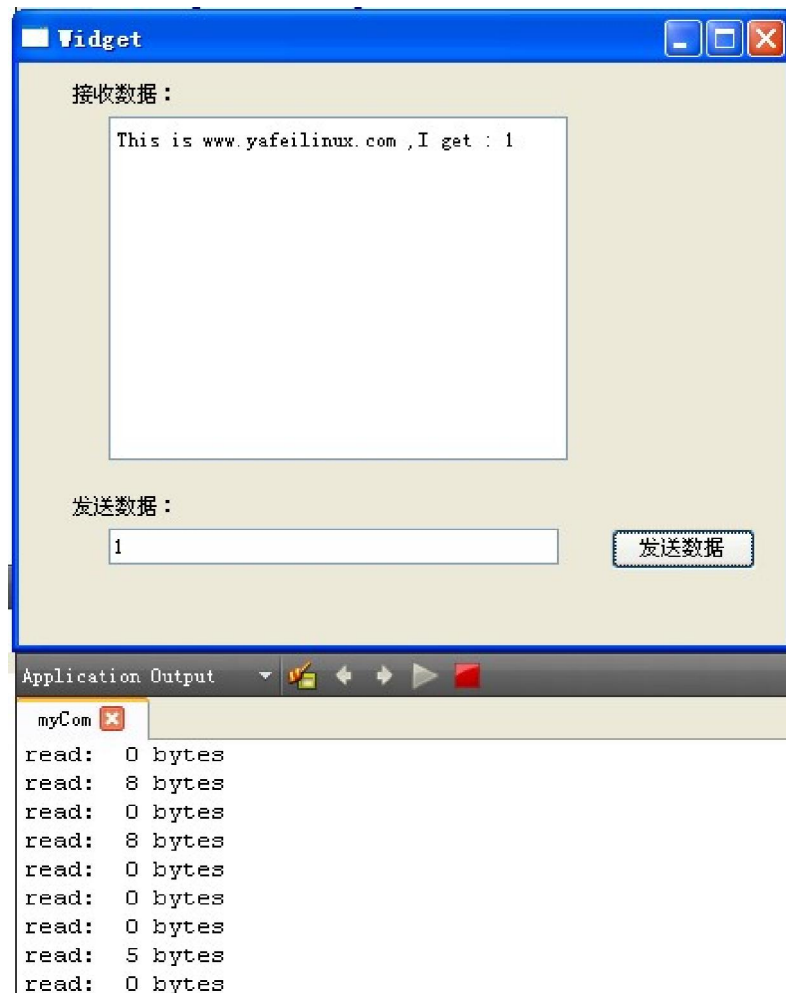 Widget
接收数据：
This is www.yafeilinux.com ,I get : 1
发送数据：
1
发送数据
Application Output
myCom
read: 0 bytes
read: 8 bytes
read: 0 bytes
read: 8 bytes
read: 0 bytes
read: 0 bytes
read: 0 bytes
read: 5 bytes
read: 0 bytes